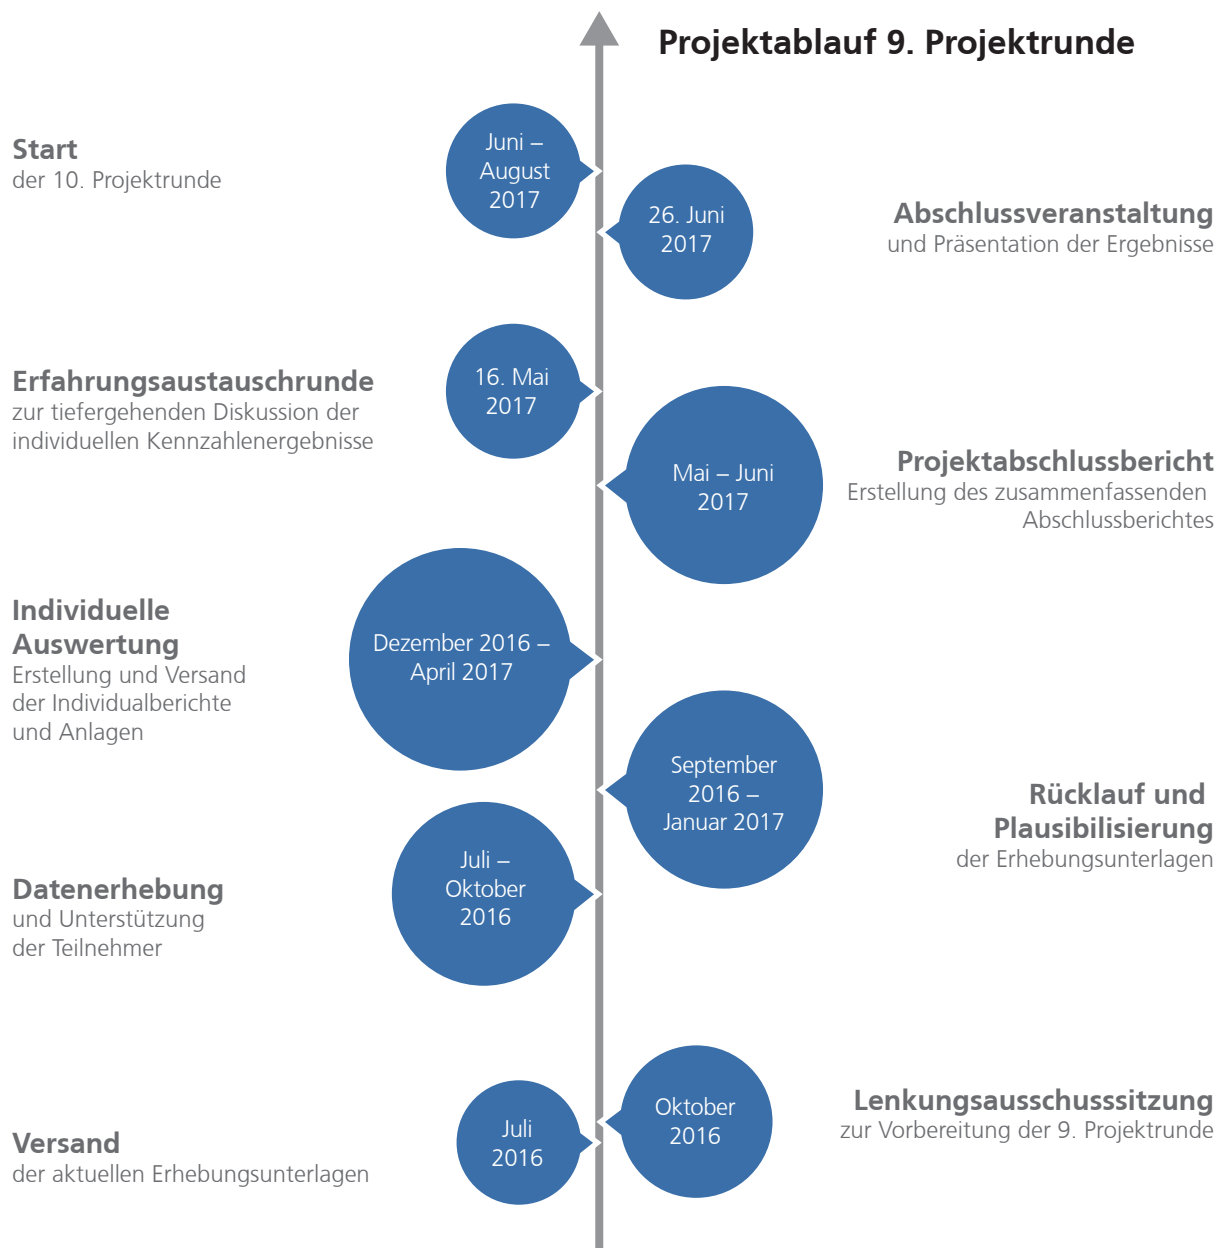 Projektablauf 9. Projektrunde
Start
der 10. Projektrunde
Juni –
August
2017
26. Juni
2017
Abschlussveranstaltung
und Präsentation der Ergebnisse
Erfahrungsaustauschrunde
zur tiefergehenden Diskussion der
individuellen Kennzahlenergebnisse
16. Mai
2017
Mai – Juni
2017
Projektabschlussbericht
Erstellung des zusammenfassenden
Abschlussberichtes
Individuelle
Auswertung
Erstellung und Versand
der Individualberichte
und Anlagen
Dezember 2016 –
April 2017
September
2016 –
Januar 2017
Rücklauf und
Plausibilisierung
der Erhebungsunterlagen
Datenerhebung
und Unterstützung
der Teilnehmer
Juli –
Oktober
2016
Oktober
2016
Lenkungsausschusssitzung
zur Vorbereitung der 9. Projektrunde
Versand
der aktuellen Erhebungsunterlagen
Juli
2016